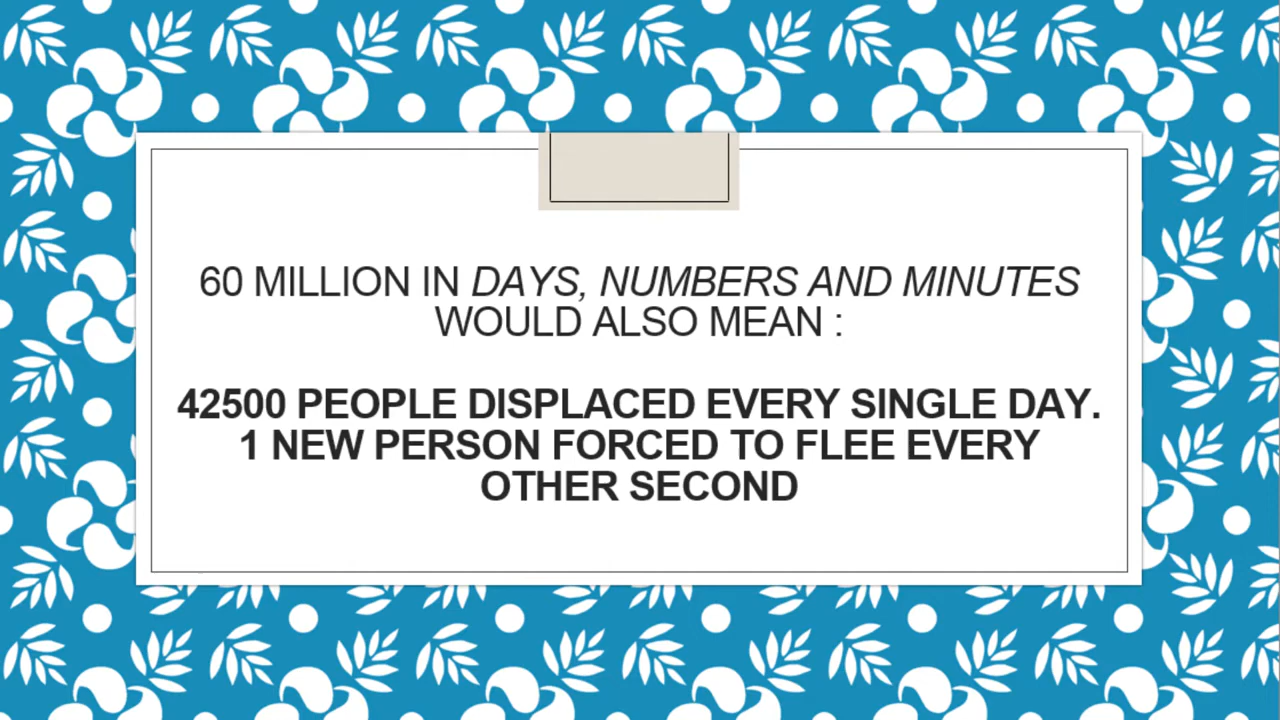 60 MILLION IN DAYS, NUMBERS AND MINUTES
WOULD ALSO MEAN :
42500 PEOPLE DISPLACED EVERY SINGLE DAY.
1 NEW PERSON FORCED TO FLEE EVERY
OTHER SECOND